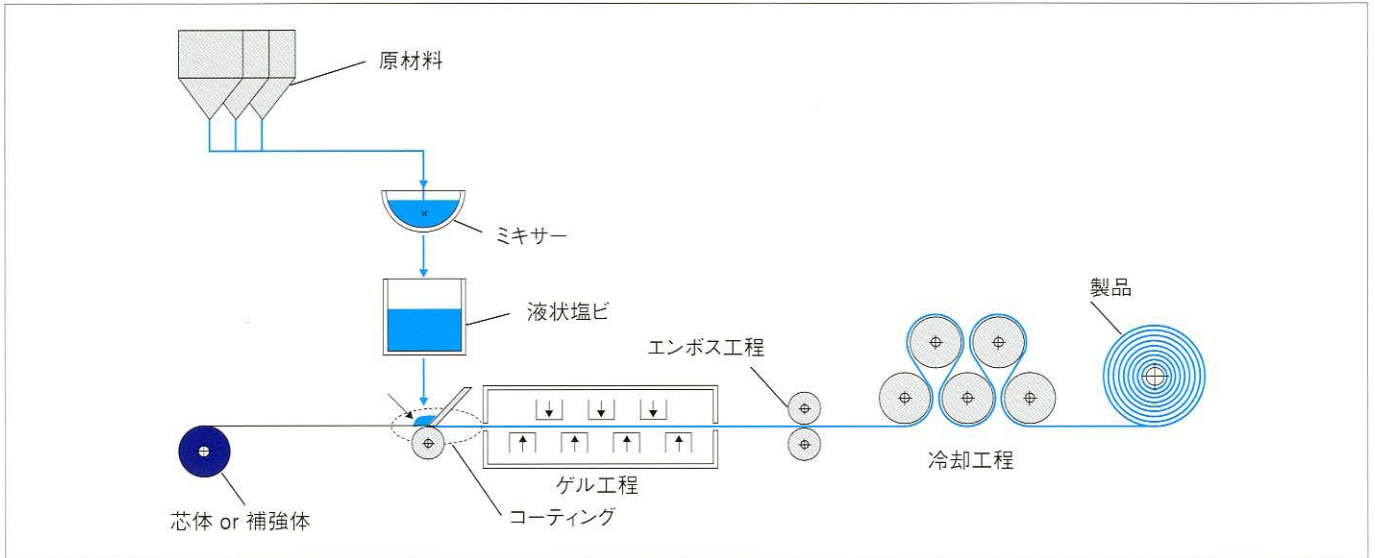 原材料
ミキサー
液状塩ビ
製品
エンボス工程
冷却工程
ゲル工程
コーティング
芯体 or 補強体